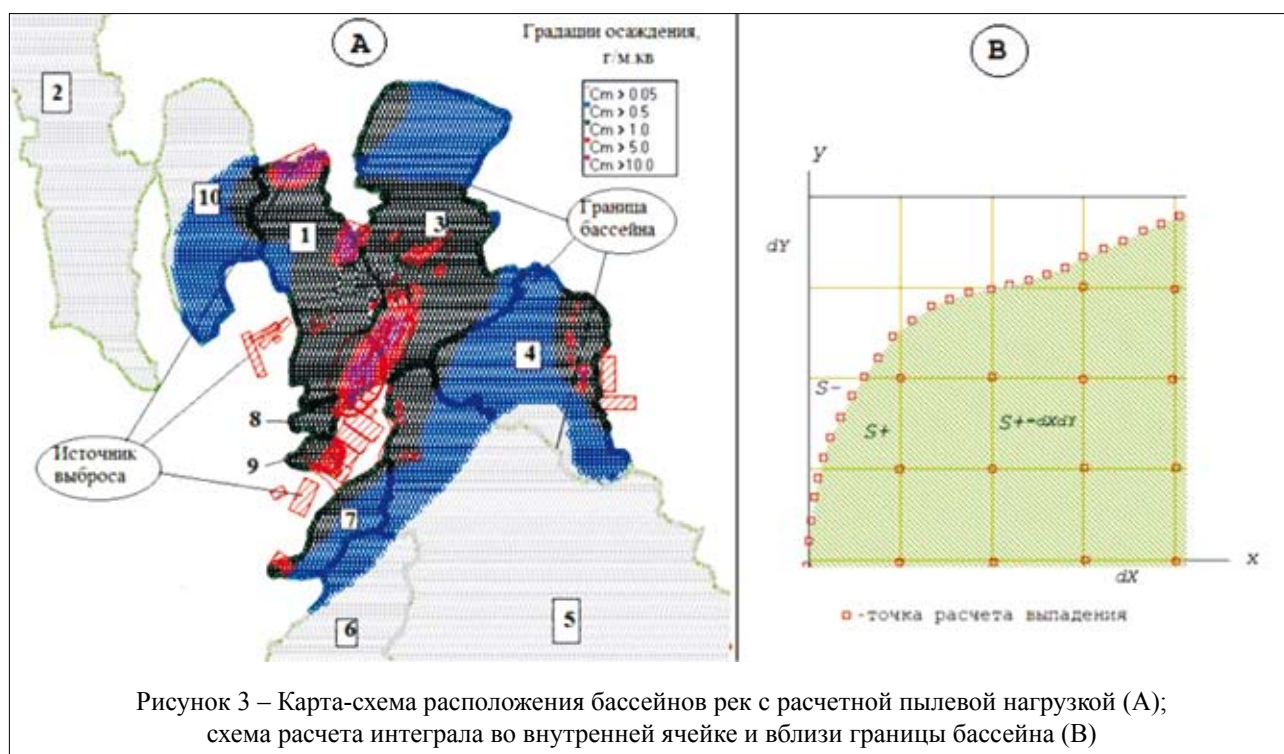 A
Градации осаждения,
г/м.кв
Cm > 0.05
Cm > 0.5
Cm > 1.0
Cm > 5.0
Cm > 10.0
2
10
1
3
Граница
бассейна
4
8
9
Источник
выброса
7
6
5
B
y
dY
S-
S+
S+=dXdY
x
dX
-точка расчета выпадения
Рисунок 3 – Карта-схема расположения бассейнов рек с расчетной пылевой нагрузкой (А);
схема расчета интеграла во внутренней ячейке и вблизи границы бассейна (В)